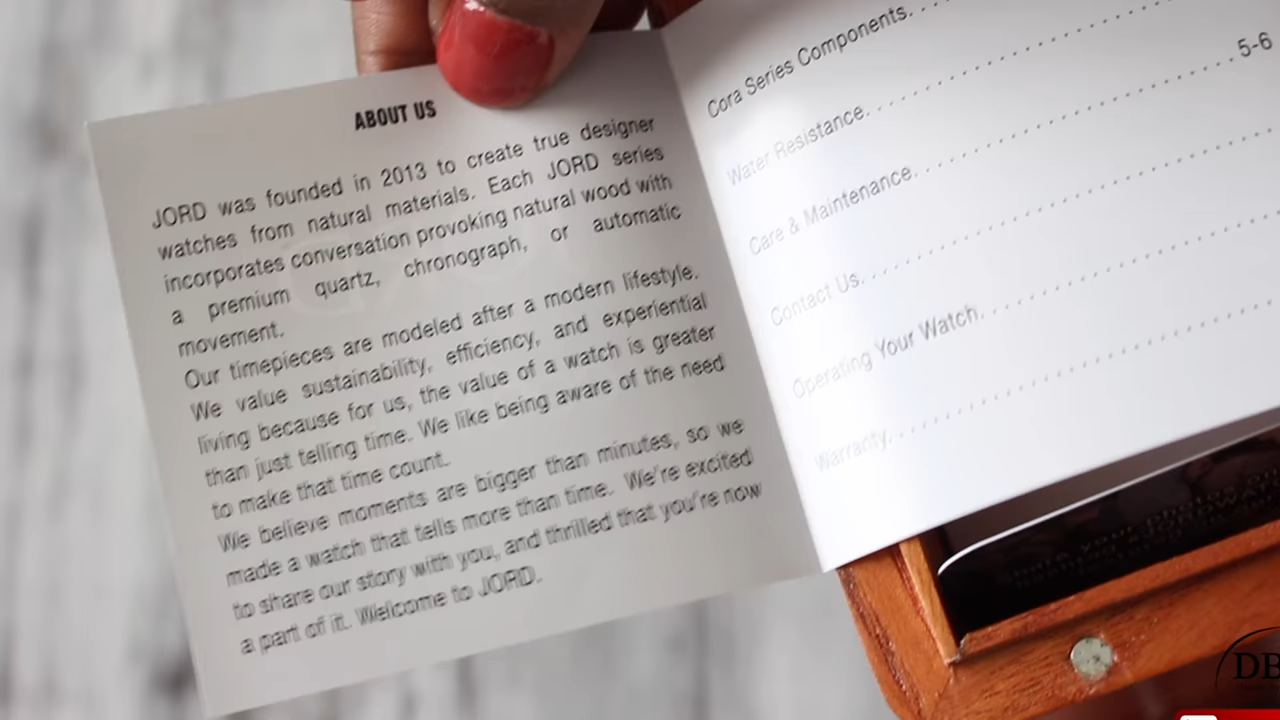 ABOUT US
JORD was founded in 2013 to create true designer
watches from natural materials. Each JORD series
incorporates conversation provoking natural wood with
a premium quartz, chronograph, or automatic
movement.
Our timepieces are modeled after a modern lifestyle.
We value sustainability, efficiency, and experiential
living because for us, the value of a watch is greater
than just telling time. We like being aware of the need
to make that time count.
We believe moments are bigger than minutes, so we
made a watch that tells more than time. We're excited
to share our story with you, and thrilled that you're now
a part of it. Welcome to JORD.
Cora Series Components. . .
Water Resistance. . . . . . . . . . . . . . . . . . . .
Care & Maintenance. . . . . . . . . . . . . . . . . . . . . . . 5-6
Contact Us. . . . . . . . . . . . . . . . . . . . . . . . . . . . . . . .
Operating Your Watch. . . . . . . . . . . . . . . . . . . . . . .
Warranty. . . . . . . . . . . . . . . . . . . . . . . . . . . . . . . .
DB